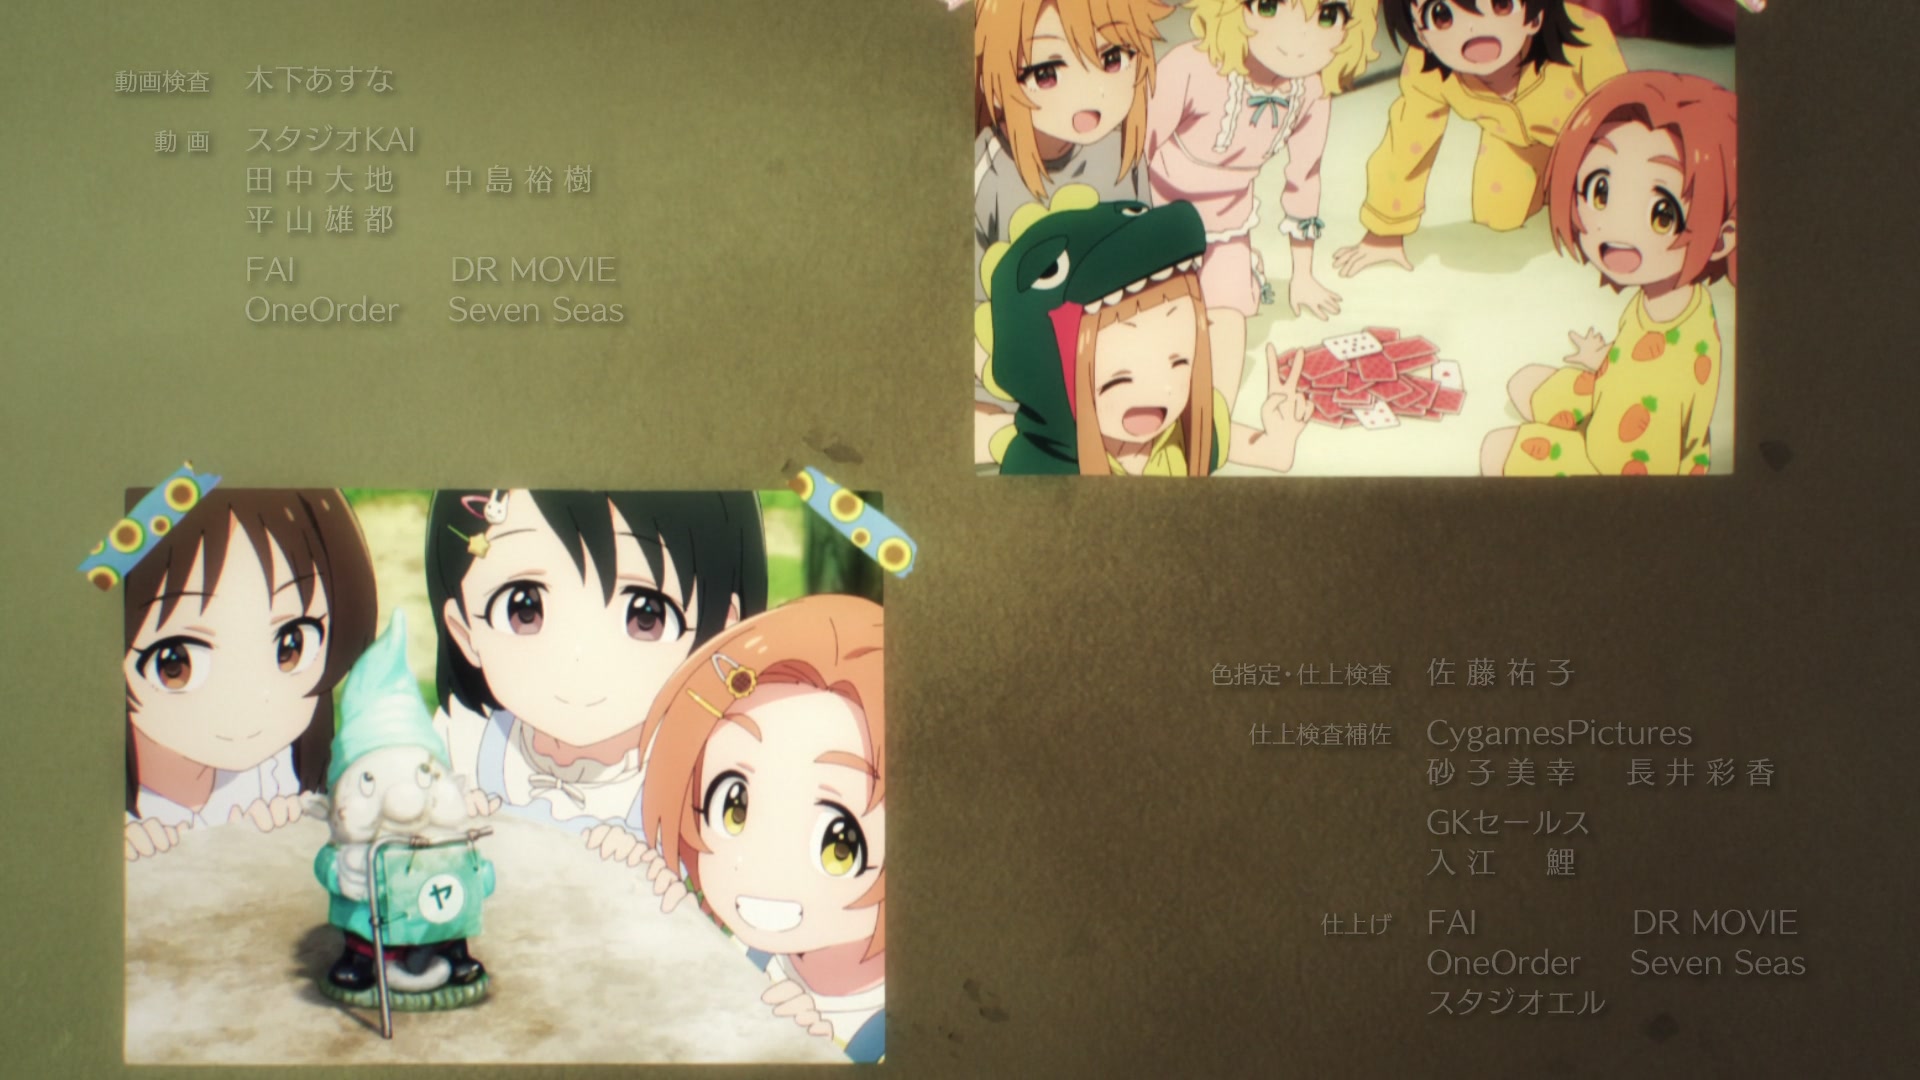 動画検査 木下あすな
動画 スタジオKAI
田中大地 中島裕樹
平山雄都
FAI DR MOVIE
OneOrder Seven Seas
ヤ
色指定・仕上検査 佐藤祐子
仕上検査補佐 CygamesPictures
砂子美幸 長井彩香
GKセールス
入江 鯉
仕上げ FAI DR MOVIE
OneOrder Seven Seas
スタジオエル